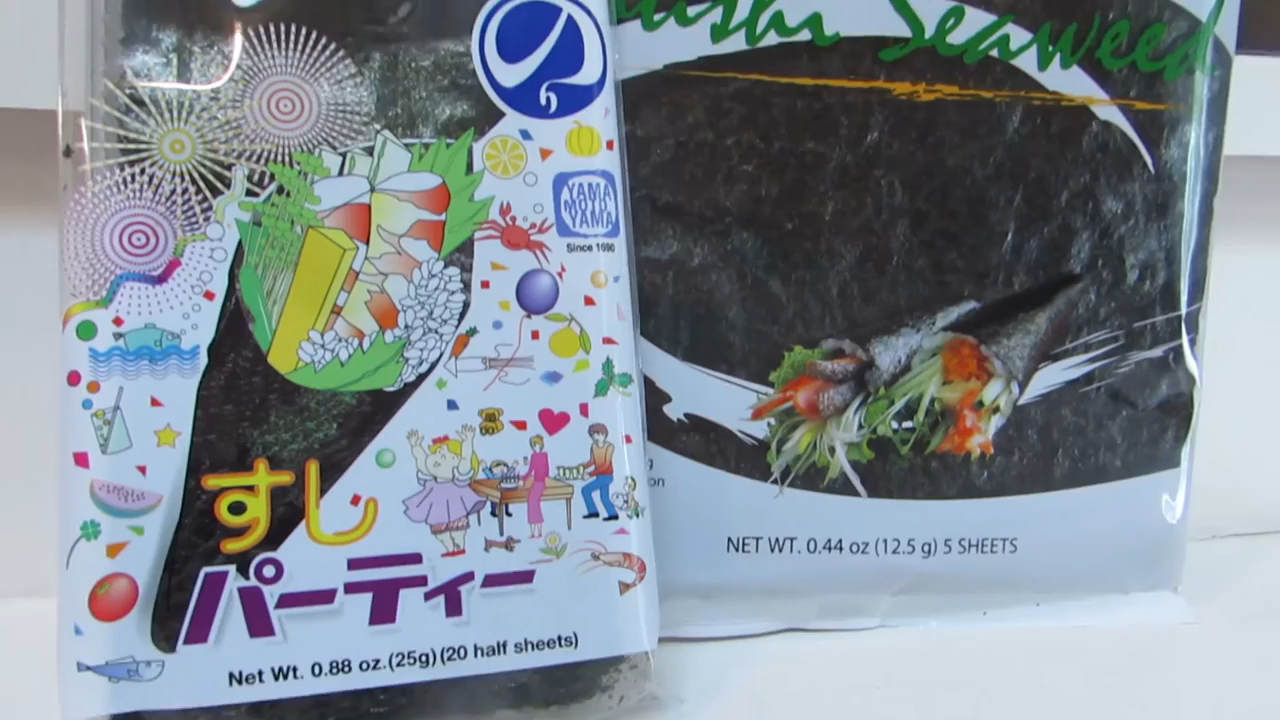 YAMA
MOTO
YAMA
Since 1690
すし
パーティー
Net Wt. 0.88 oz.(25g)(20 half sheets)
Sushi Seaweed
NET WT. 0.44 oz (12.5 g) 5 SHEETS